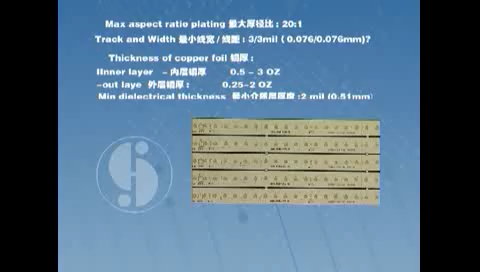 Max aspect ratio plating 最大厚径比 : 20:1
Track and Width 最小线宽 / 线距 : 3/3mil ( 0.076/0.076mm)?
Thickness of copper foil 铜厚 :
IInner layer - 内层铜厚 0.5 - 3 OZ
-out laye 外层铜厚 : 0.25-2 OZ
Min dielectrical thickness 最小介质层厚度 : 2 mil (0.51mm)